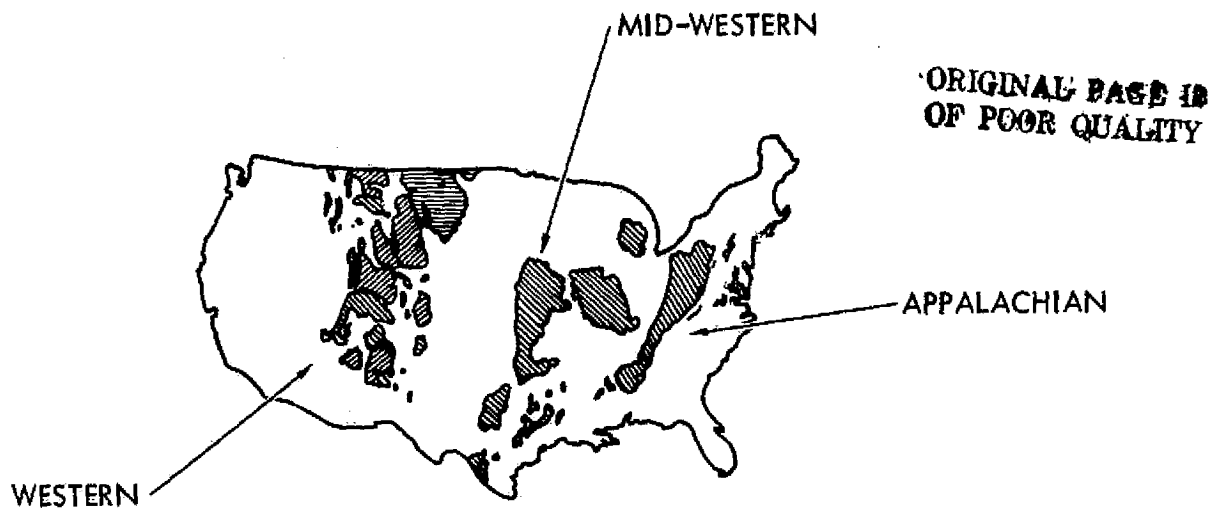 MID-WESTERN
ORIGINAL PAGE IS
OF POOR QUALITY
APPALACHIAN
WESTERN